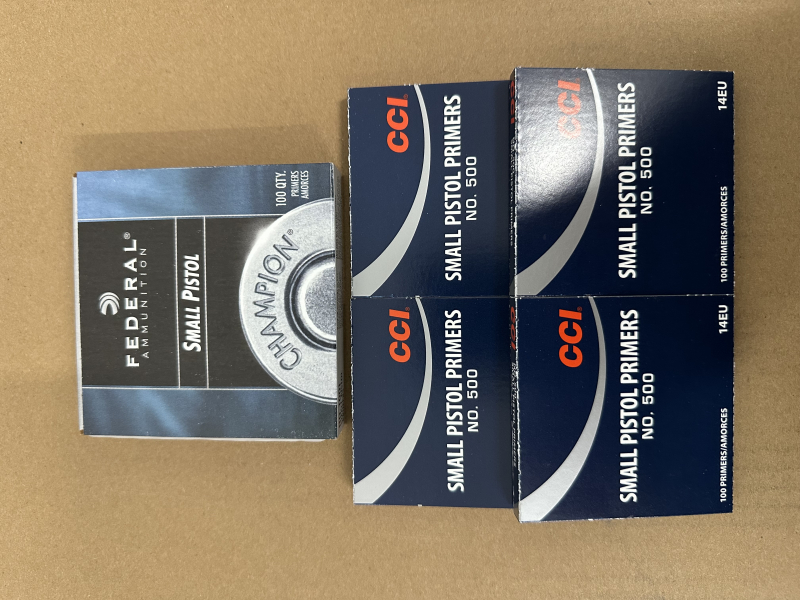 FEDERAL®
AMMUNITION
SMALL PISTOL
100 QTY.
PRIMERS
AMORCES
CHAMPION®
CCI
SMALL PISTOL PRIMERS
NO. 500
CCI
SMALL PISTOL PRIMERS
NO. 500
14EU
100 PRIMERS/AMORCES
CCI
SMALL PISTOL PRIMERS
NO. 500
CCI
SMALL PISTOL PRIMERS
NO. 500
14EU
100 PRIMERS/AMORCES